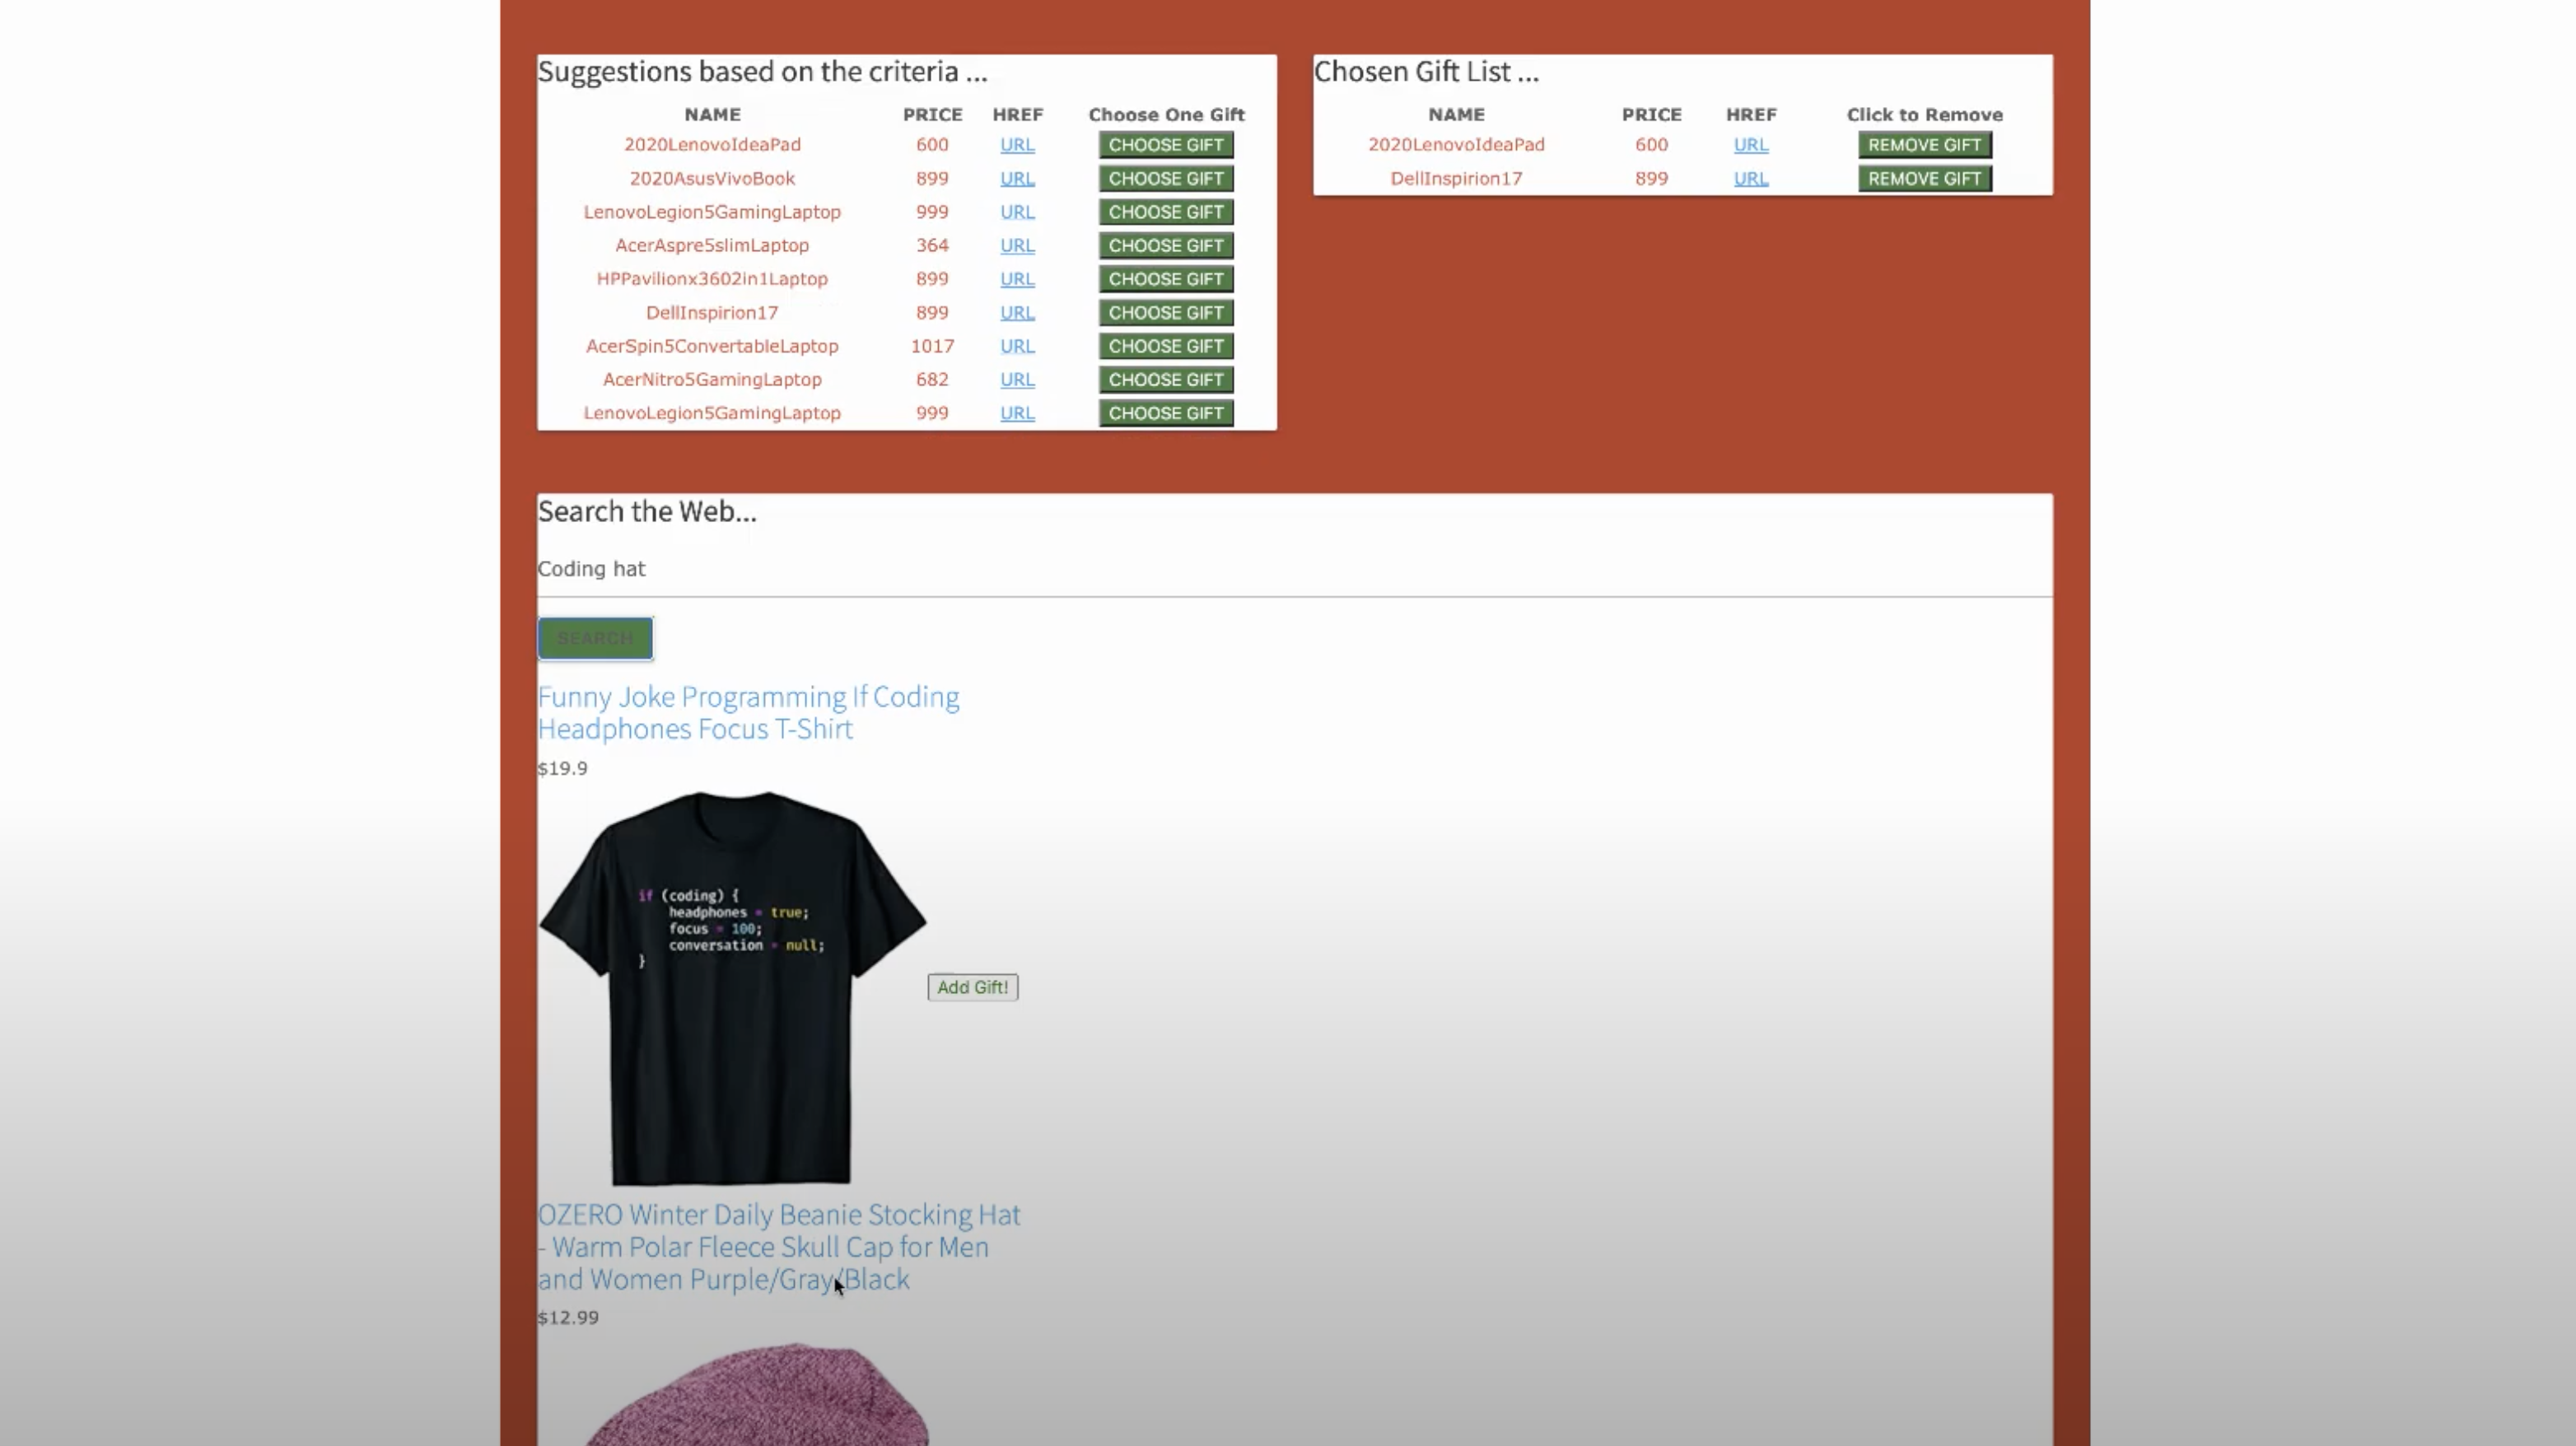 Suggestions based on the criteria ...
NAME PRICE HREF Choose One Gift
2020LenovoIdeaPad 600 URL CHOOSE GIFT
2020AsusVivoBook 899 URL CHOOSE GIFT
LenovoLegion5GamingLaptop 999 URL CHOOSE GIFT
AcerAspre5slimLaptop 364 URL CHOOSE GIFT
HPPavilionx3602in1Laptop 899 URL CHOOSE GIFT
DellInspirion17 899 URL CHOOSE GIFT
AcerSpin5ConvertableLaptop 1017 URL CHOOSE GIFT
AcerNitro5GamingLaptop 682 URL CHOOSE GIFT
LenovoLegion5GamingLaptop 999 URL CHOOSE GIFT
Chosen Gift List ...
NAME PRICE HREF Click to Remove
2020LenovoIdeaPad 600 URL REMOVE GIFT
DellInspirion17 899 URL REMOVE GIFT
Search the Web...
Coding hat
SEARCH
Funny Joke Programming If Coding
Headphones Focus T-Shirt
$19.9
if (coding) {
headphones = true;
focus = 100;
conversation = null;
}
Add Gift!
OZERO Winter Daily Beanie Stocking Hat
- Warm Polar Fleece Skull Cap for Men
and Women Purple/Gray/Black
$12.99